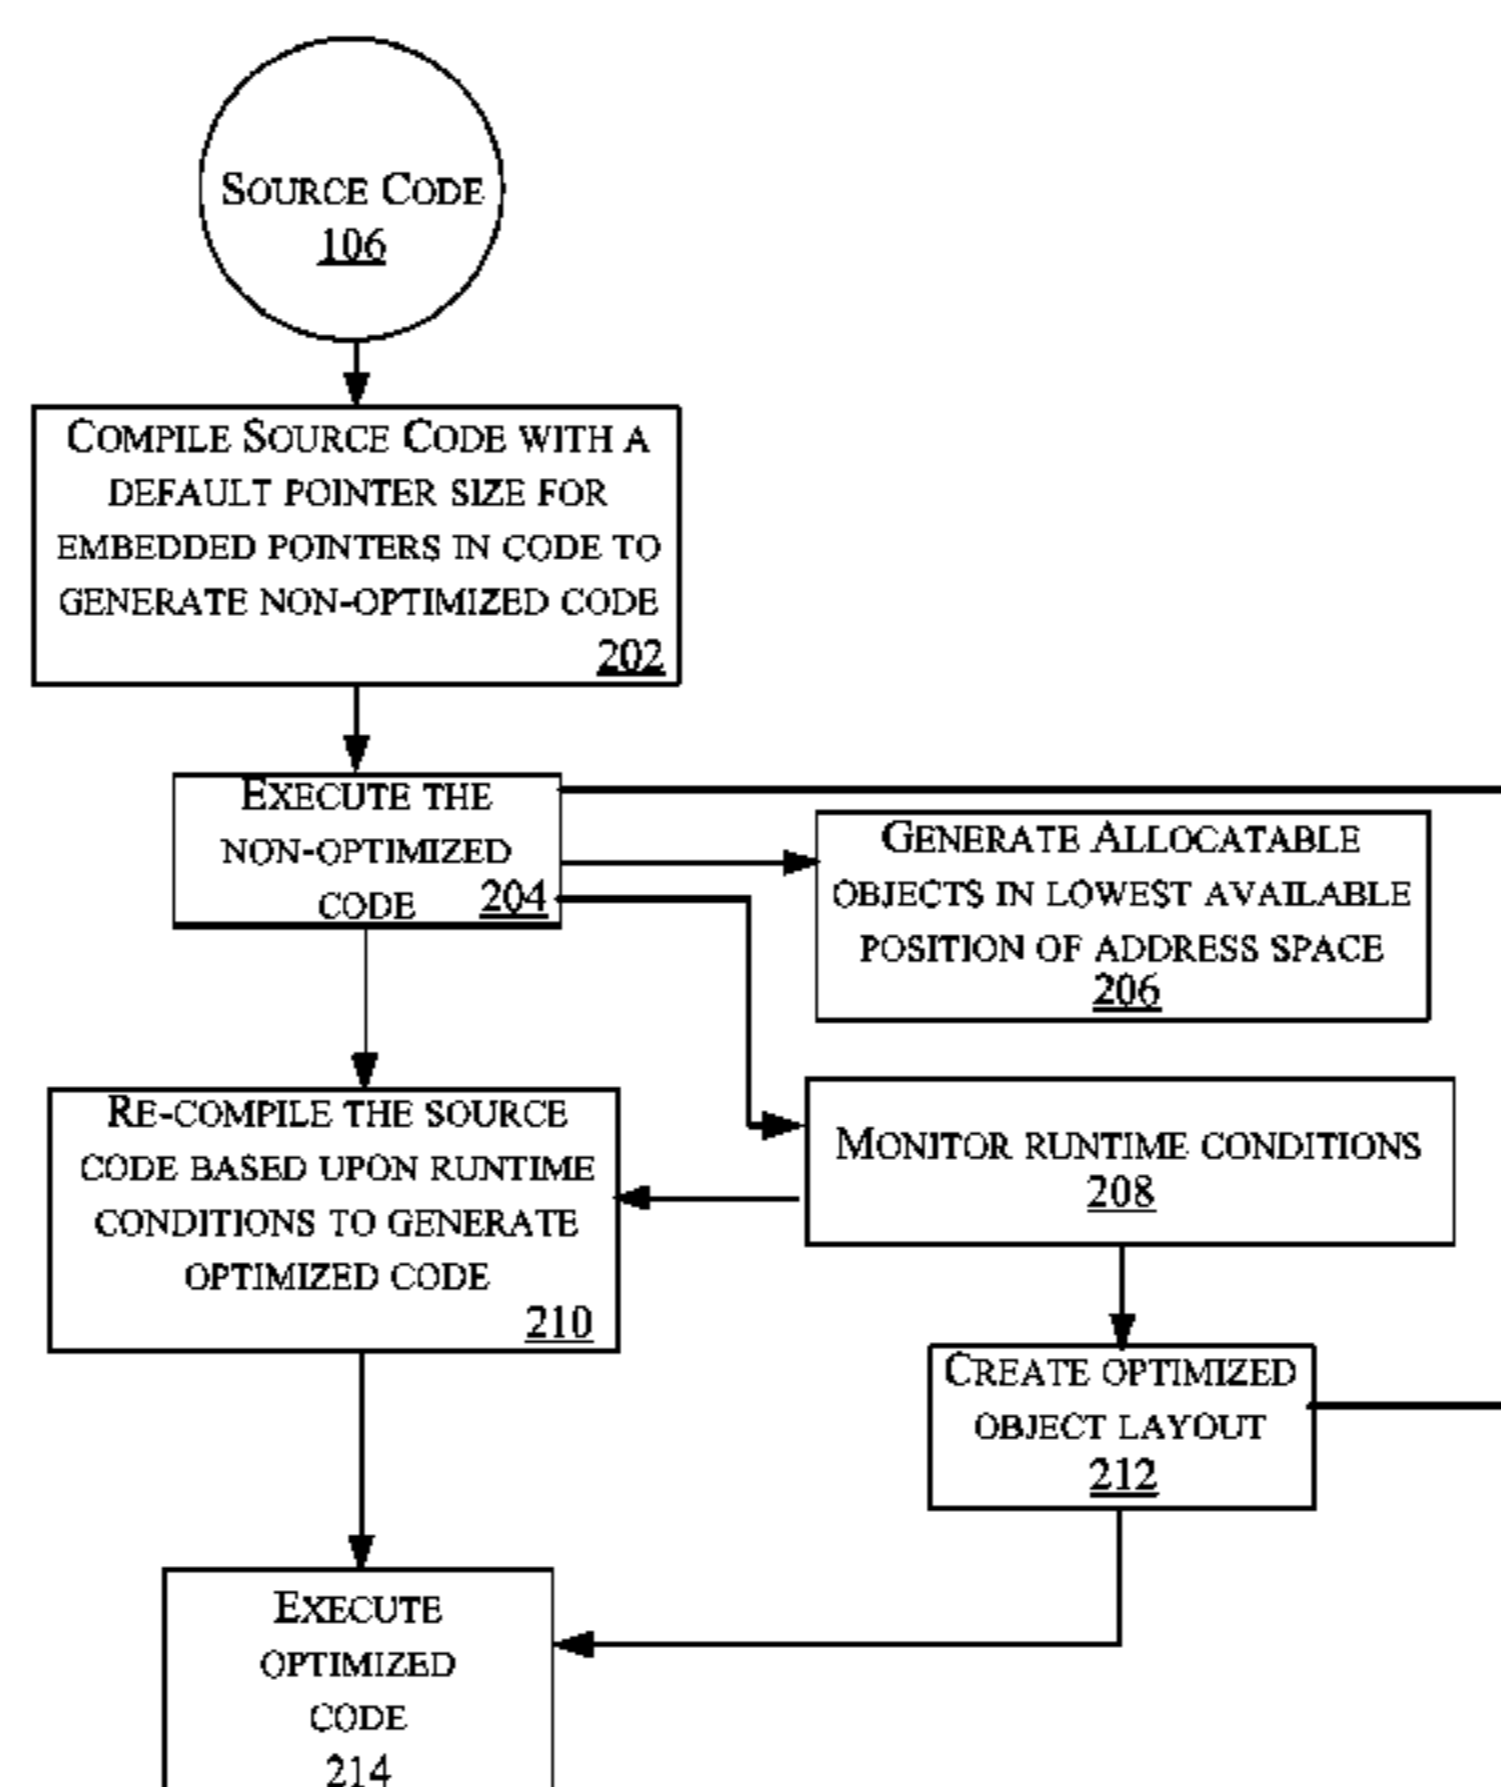 SOURCE CODE
106
COMPILE SOURCE CODE WITH A
DEFAULT POINTER SIZE FOR
EMBEDDED POINTERS IN CODE TO
GENERATE NON-OPTIMIZED CODE
202
EXECUTE THE
NON-OPTIMIZED
CODE 204
GENERATE ALLOCATABLE
OBJECTS IN LOWEST AVAILABLE
POSITION OF ADDRESS SPACE
206
MONITOR RUNTIME CONDITIONS
208
RE-COMPILE THE SOURCE
CODE BASED UPON RUNTIME
CONDITIONS TO GENERATE
OPTIMIZED CODE
210
CREATE OPTIMIZED
OBJECT LAYOUT
212
EXECUTE
OPTIMIZED
CODE
214